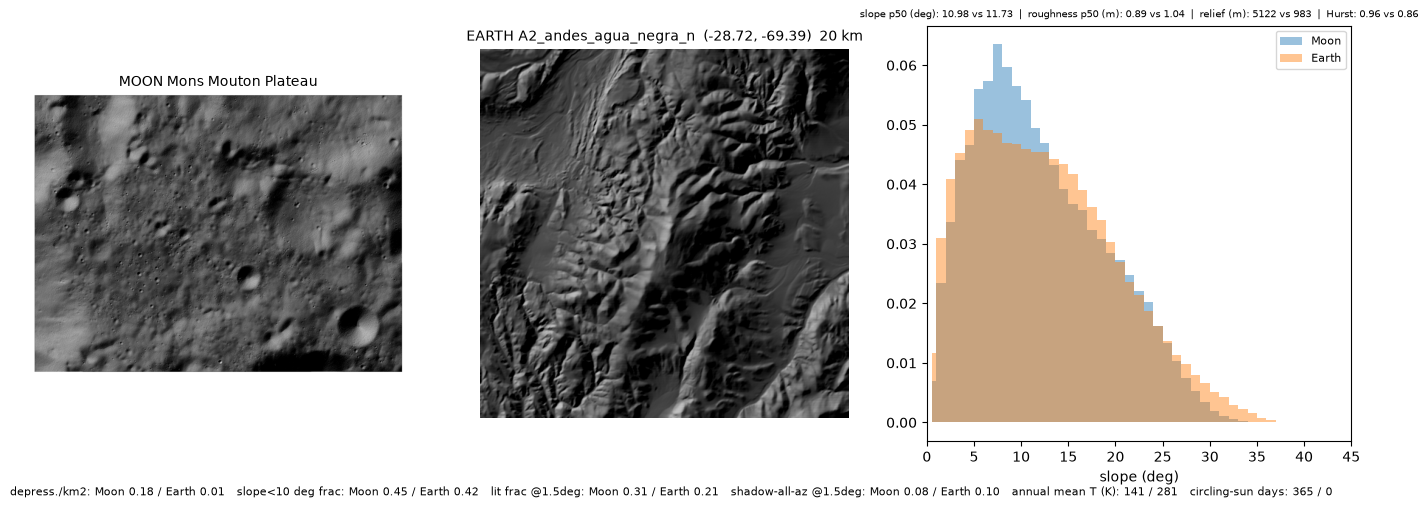 slope p50 (deg): 10.98 vs 11.73 | roughness p50 (m): 0.89 vs 1.04 | relief (m): 5122 vs 983 | Hurst: 0.96 vs 0.86
MOON Mons Mouton Plateau
EARTH A2_andes_agua_negra_n (-28.72, -69.39) 20 km
Moon
Earth
0.06
0.05
0.04
0.03
0.02
0.01
0.00
0 5 10 15 20 25 30 35 40 45
slope (deg)
depress./km2: Moon 0.18 / Earth 0.01 slope<10 deg frac: Moon 0.45 / Earth 0.42 lit frac @1.5deg: Moon 0.31 / Earth 0.21 shadow-all-az @1.5deg: Moon 0.08 / Earth 0.10 annual mean T (K): 141 / 281 circling-sun days: 365 / 0